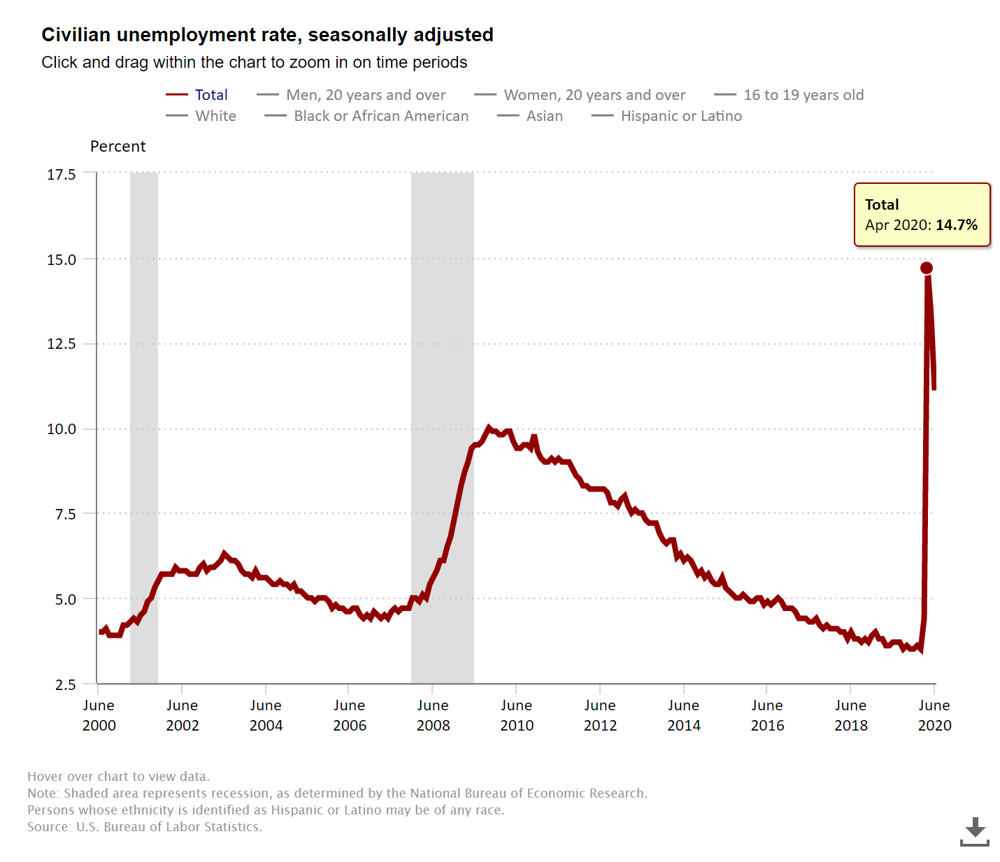 Civilian unemployment rate, seasonally adjusted
Click and drag within the chart to zoom in on time periods
Total Men, 20 years and over Women, 20 years and over 16 to 19 years old
White Black or African American Asian Hispanic or Latino
Percent
17.5
Total
Apr 2020: 14.7%
15.0
12.5
10.0
7.5
5.0
2.5
June June June June June June June June June June June
2000 2002 2004 2006 2008 2010 2012 2014 2016 2018 2020
Hover over chart to view data.
Note: Shaded area represents recession, as determined by the National Bureau of Economic Research.
Persons whose ethnicity is identified as Hispanic or Latino may be of any race.
Source: U.S. Bureau of Labor Statistics.